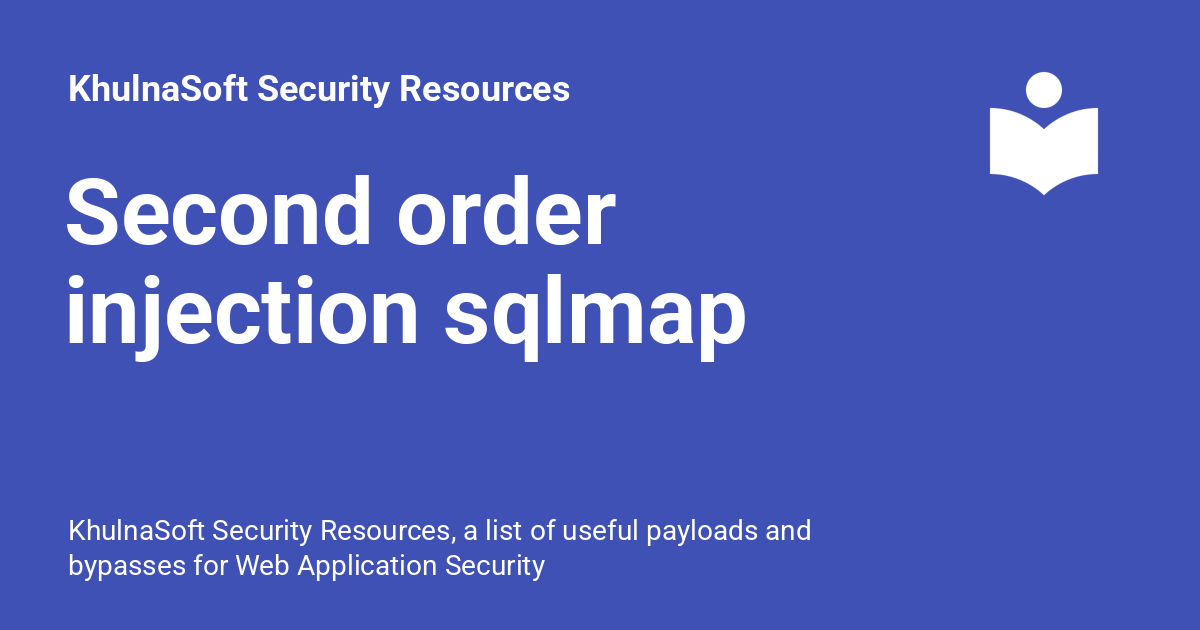 KhulnaSoft Security Resources
Second order
injection sqlmap
KhulnaSoft Security Resources, a list of useful payloads and
bypasses for Web Application Security